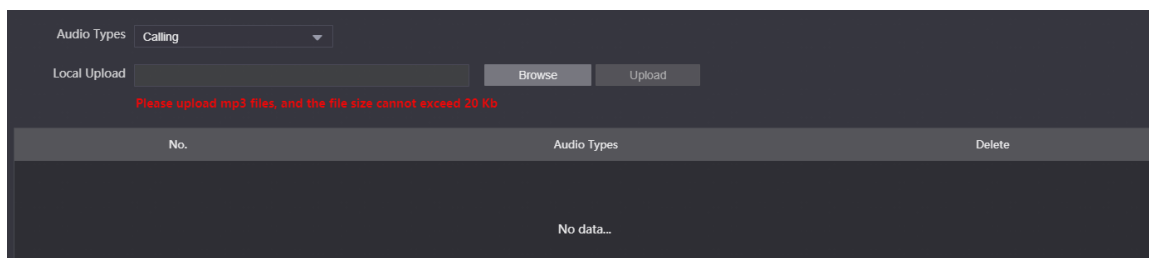 Audio Types Calling
Local Upload Browse Upload
Please upload mp3 files, and the file size cannot exceed 20 Kb
No. Audio Types Delete
No data...